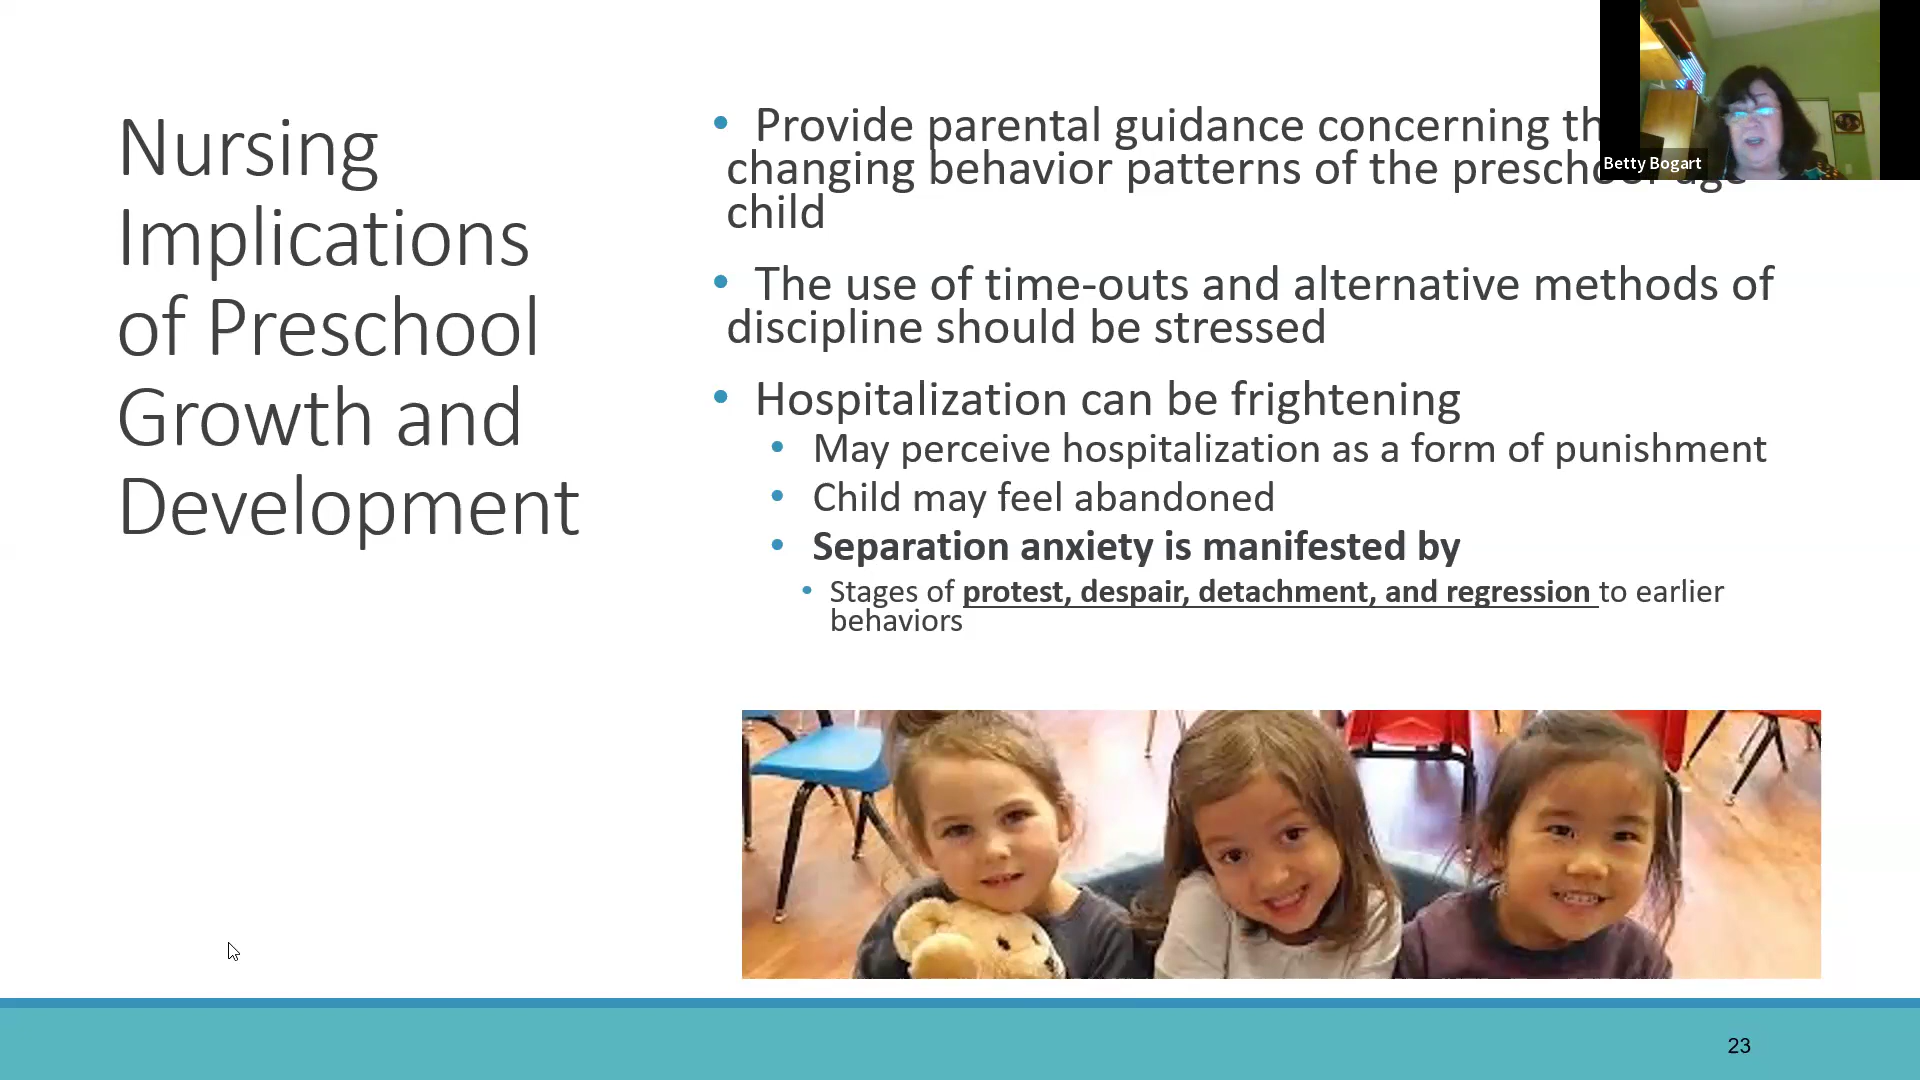 Nursing
Implications
of Preschool
Growth and
Development
• Provide parental guidance concerning
changing behavior patterns of the
child
• The use of time-outs and alternative methods of
discipline should be stressed
• Hospitalization can be frightening
• May perceive hospitalization as a form of punishment
• Child may feel abandoned
• Separation anxiety is manifested by
• Stages of protest, despair, detachment, and regression to earlier
behaviors
Betty Bogart
23